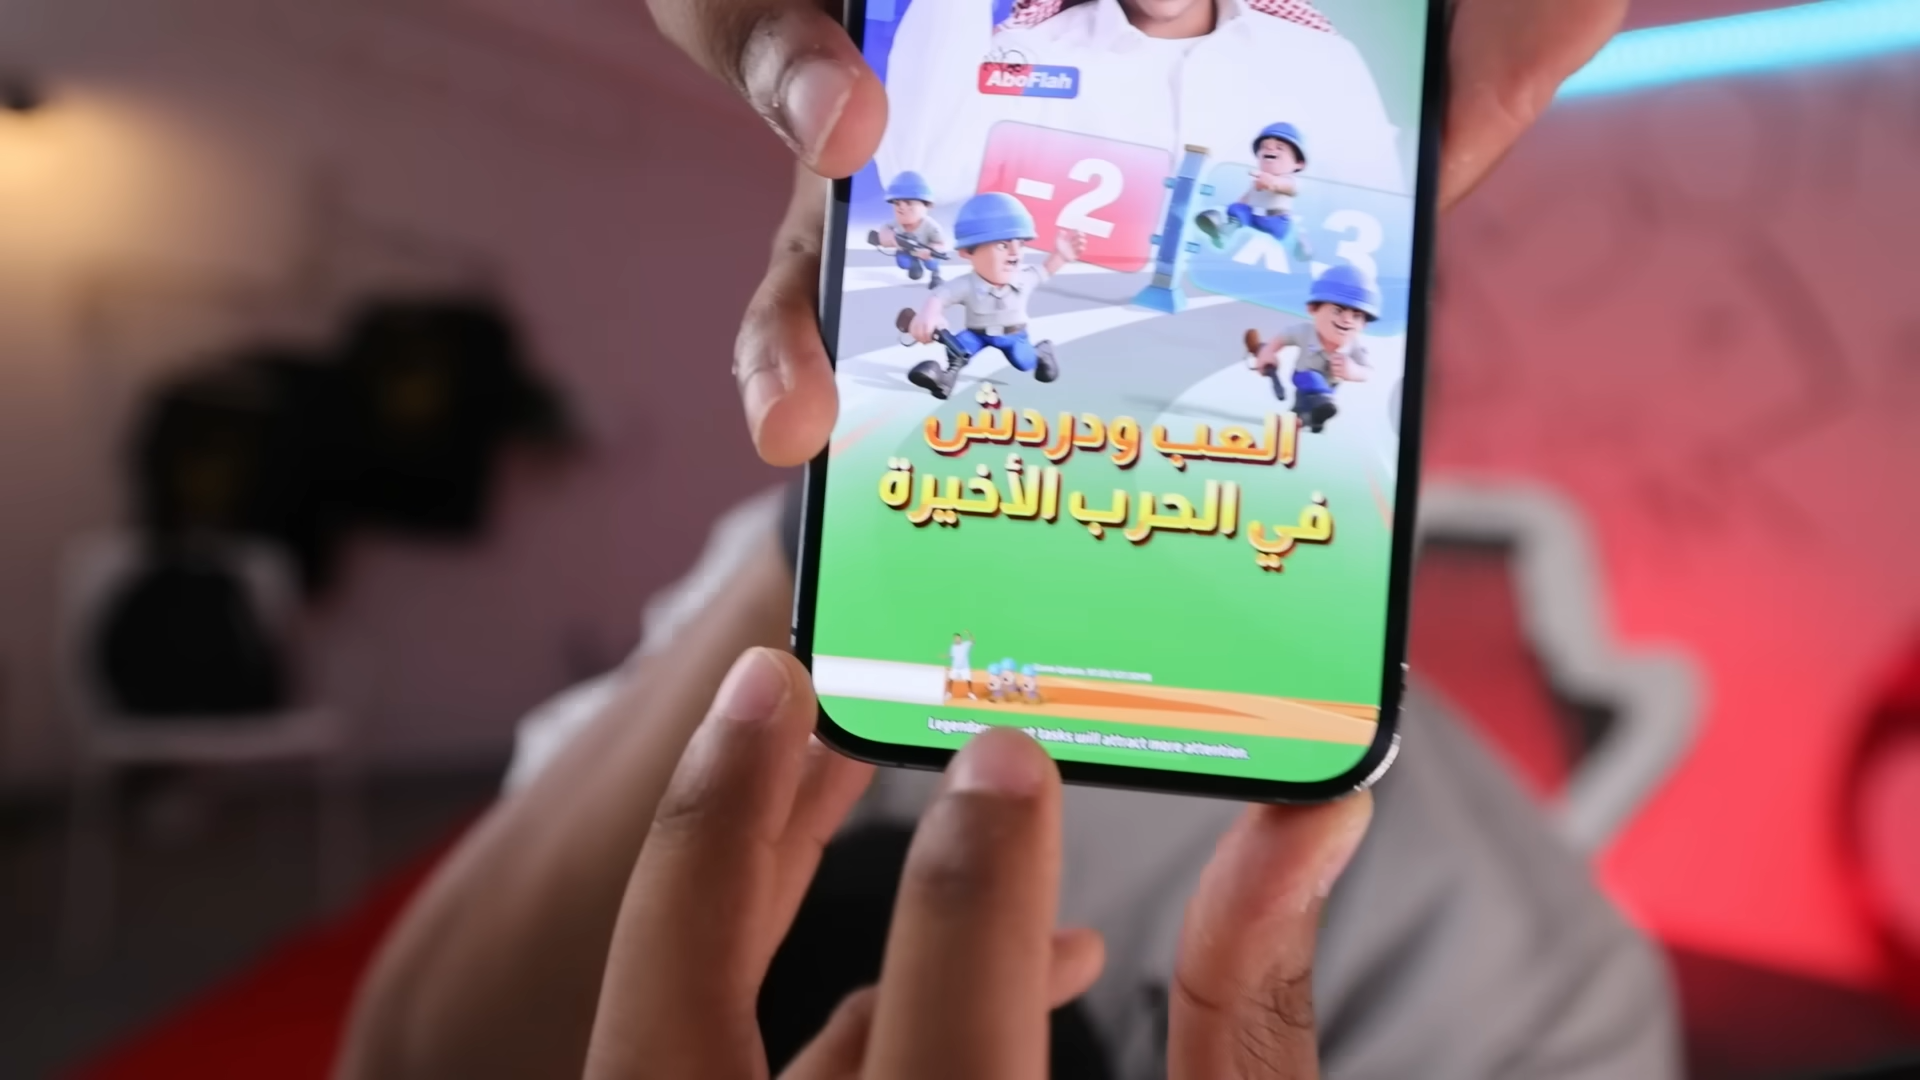 AboFlah
-2
3
العب ودردش
في الحرب الأخيرة
tasks will attract more attention.